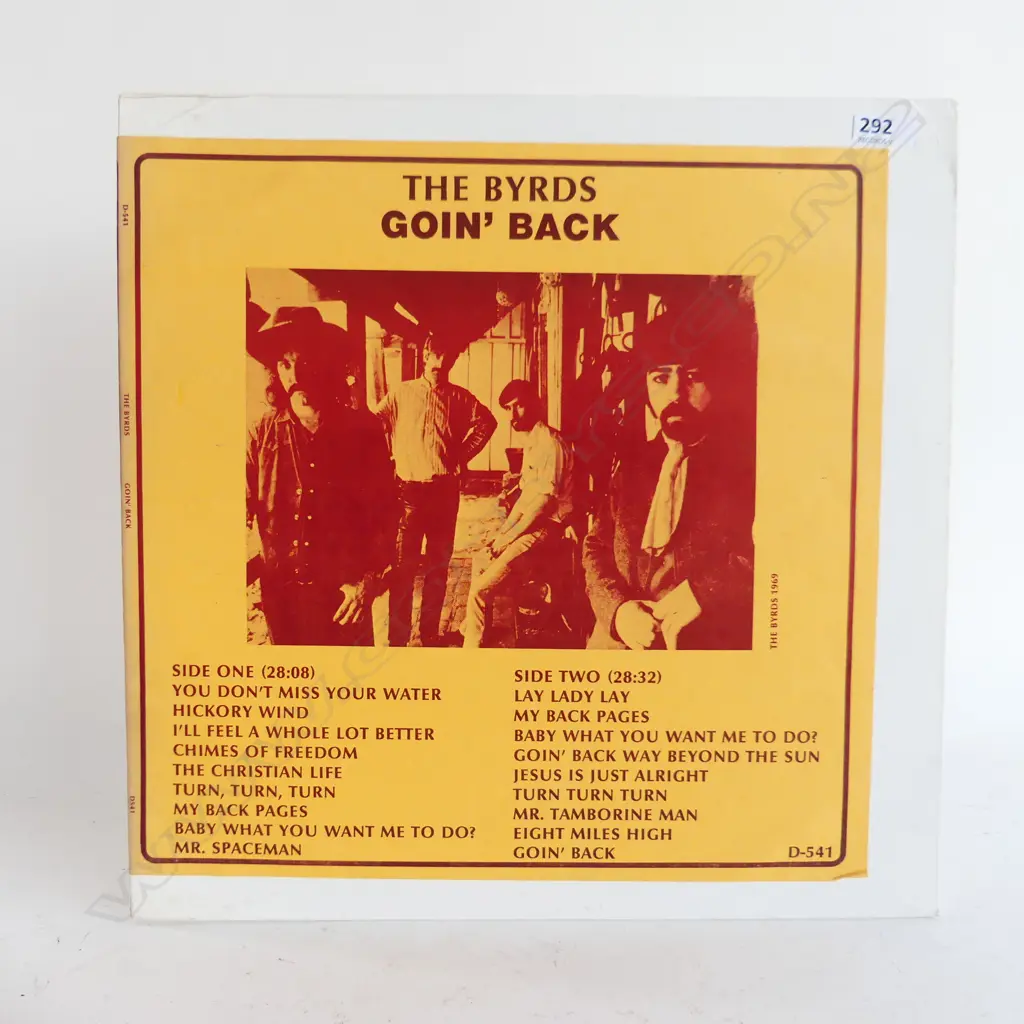 292
THE BYRDS
GOIN' BACK
D-541
THE BYRDS
GOIN' BACK
D541
THE BYRDS 1969
SIDE ONE (28:08)
YOU DON'T MISS YOUR WATER
HICKORY WIND
I'LL FEEL A WHOLE LOT BETTER
CHIMES OF FREEDOM
THE CHRISTIAN LIFE
TURN, TURN, TURN
MY BACK PAGES
BABY WHAT YOU WANT ME TO DO?
MR. SPACEMAN
SIDE TWO (28:32)
LAY LADY LAY
MY BACK PAGES
BABY WHAT YOU WANT ME TO DO?
GOIN' BACK WAY BEYOND THE SUN
JESUS IS JUST ALRIGHT
TURN TURN TURN
MR. TAMBORINE MAN
EIGHT MILES HIGH
GOIN' BACK
D-541